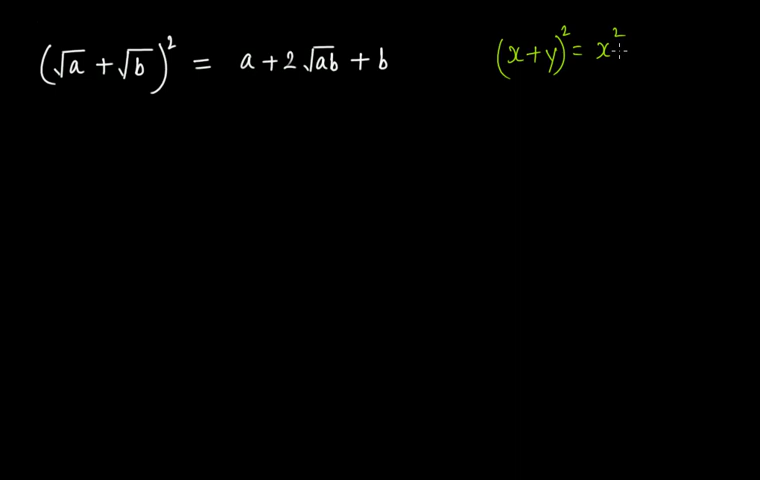 (√a + √b)² = a + 2√ab + b
(x + y)² = x²